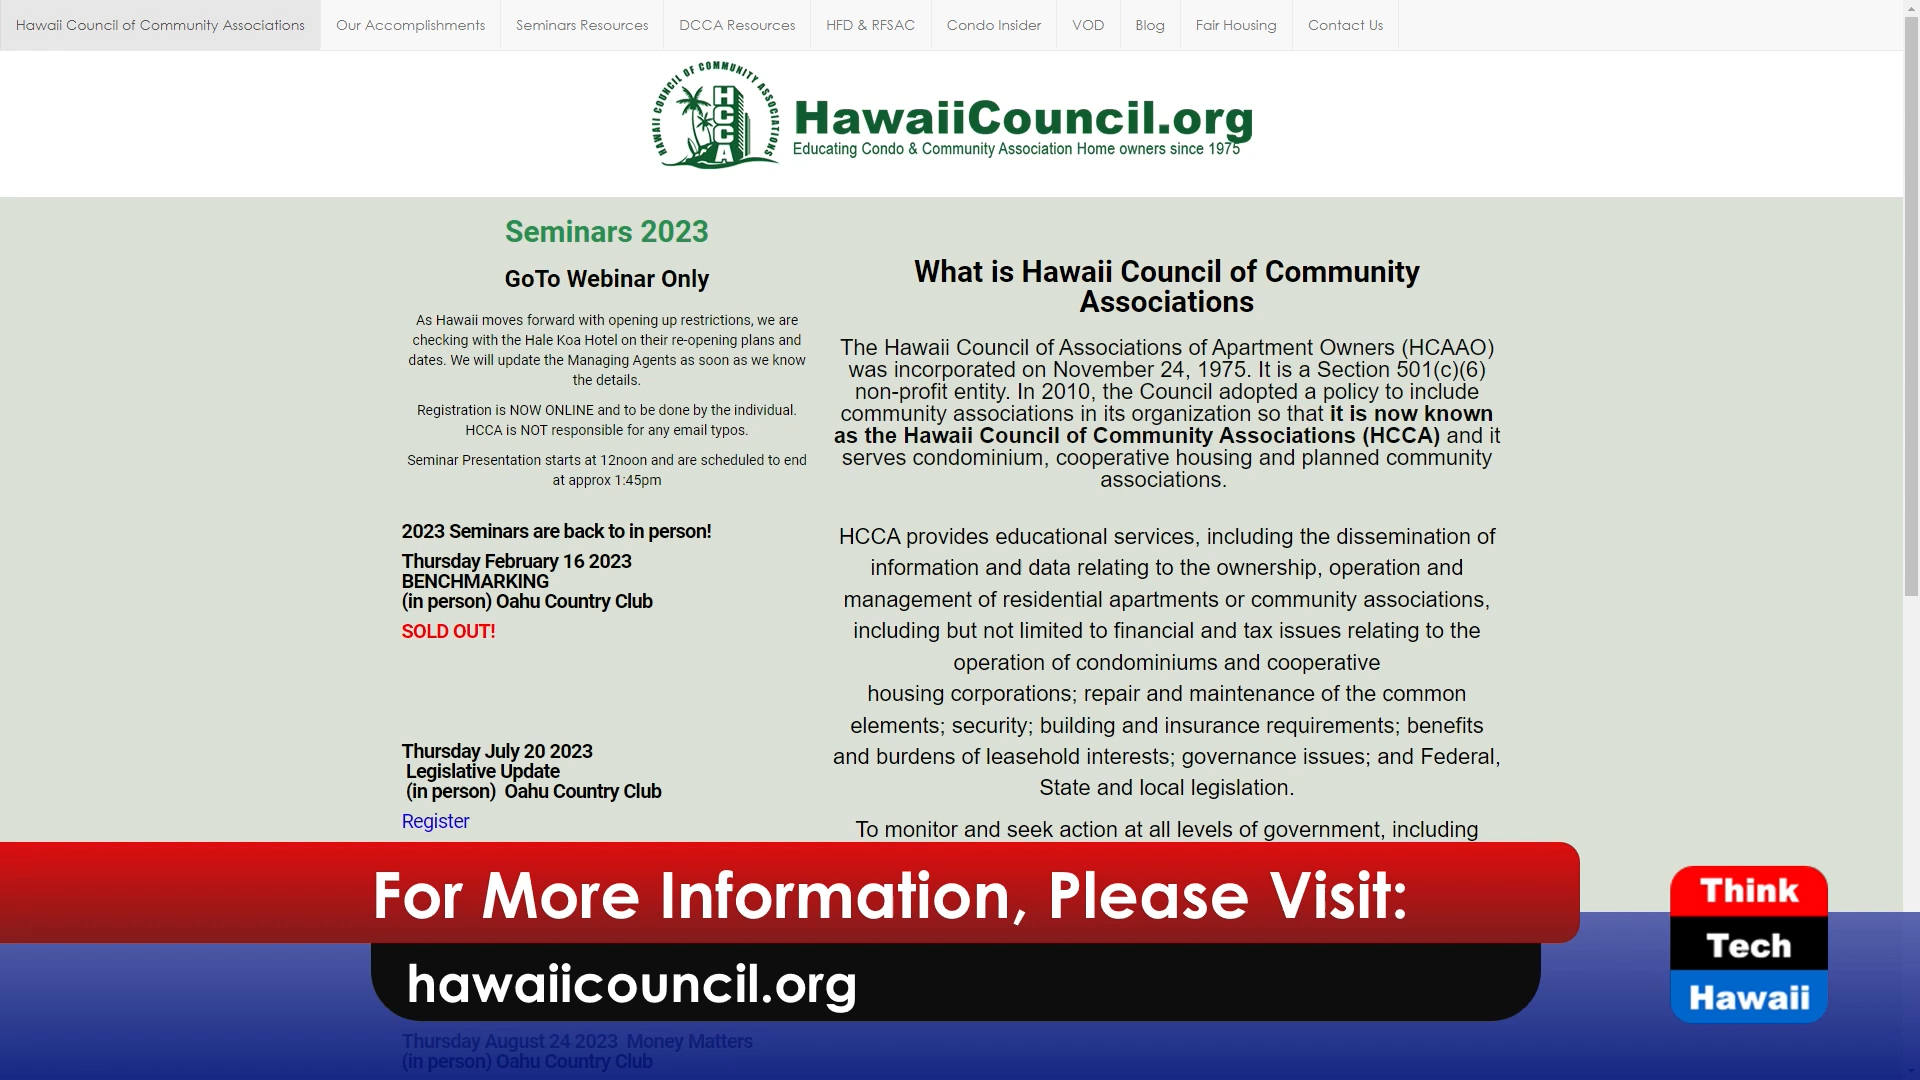 Hawaii Council of Community Associations
Our Accomplishments
Seminars Resources
DCCA Resources
HFD & RFSAC
Condo Insider
VOD
Blog
Fair Housing
Contact Us
HAWAII COUNCIL OF COMMUNITY ASSOCIATIONS
HCCA
HawaiiCouncil.org
Educating Condo & Community Association Home owners since 1975
Seminars 2023
GoTo Webinar Only
As Hawaii moves forward with opening up restrictions, we are
checking with the Hale Koa Hotel on their re-opening plans and
dates. We will update the Managing Agents as soon as we know
the details.
Registration is NOW ONLINE and to be done by the individual.
HCCA is NOT responsible for any email typos.
Seminar Presentation starts at 12noon and are scheduled to end
at approx 1:45pm
2023 Seminars are back to in person!
Thursday February 16 2023
BENCHMARKING
(in person) Oahu Country Club
SOLD OUT!
Thursday July 20 2023
Legislative Update
(in person) Oahu Country Club
Register
What is Hawaii Council of Community
Associations
The Hawaii Council of Associations of Apartment Owners (HCAAO)
was incorporated on November 24, 1975. It is a Section 501(c)(6)
non-profit entity. In 2010, the Council adopted a policy to include
community associations in its organization so that it is now known
as the Hawaii Council of Community Associations (HCCA) and it
serves condominium, cooperative housing and planned community
associations.
HCCA provides educational services, including the dissemination of
information and data relating to the ownership, operation and
management of residential apartments or community associations,
including but not limited to financial and tax issues relating to the
operation of condominiums and cooperative
housing corporations; repair and maintenance of the common
elements; security; building and insurance requirements; benefits
and burdens of leasehold interests; governance issues; and Federal,
State and local legislation.
To monitor and seek action at all levels of government, including
For More Information, Please Visit:
hawaiicouncil.org
Think
Tech
Hawaii
Thursday August 24 2023 Money Matters
(in person) Oahu Country Club